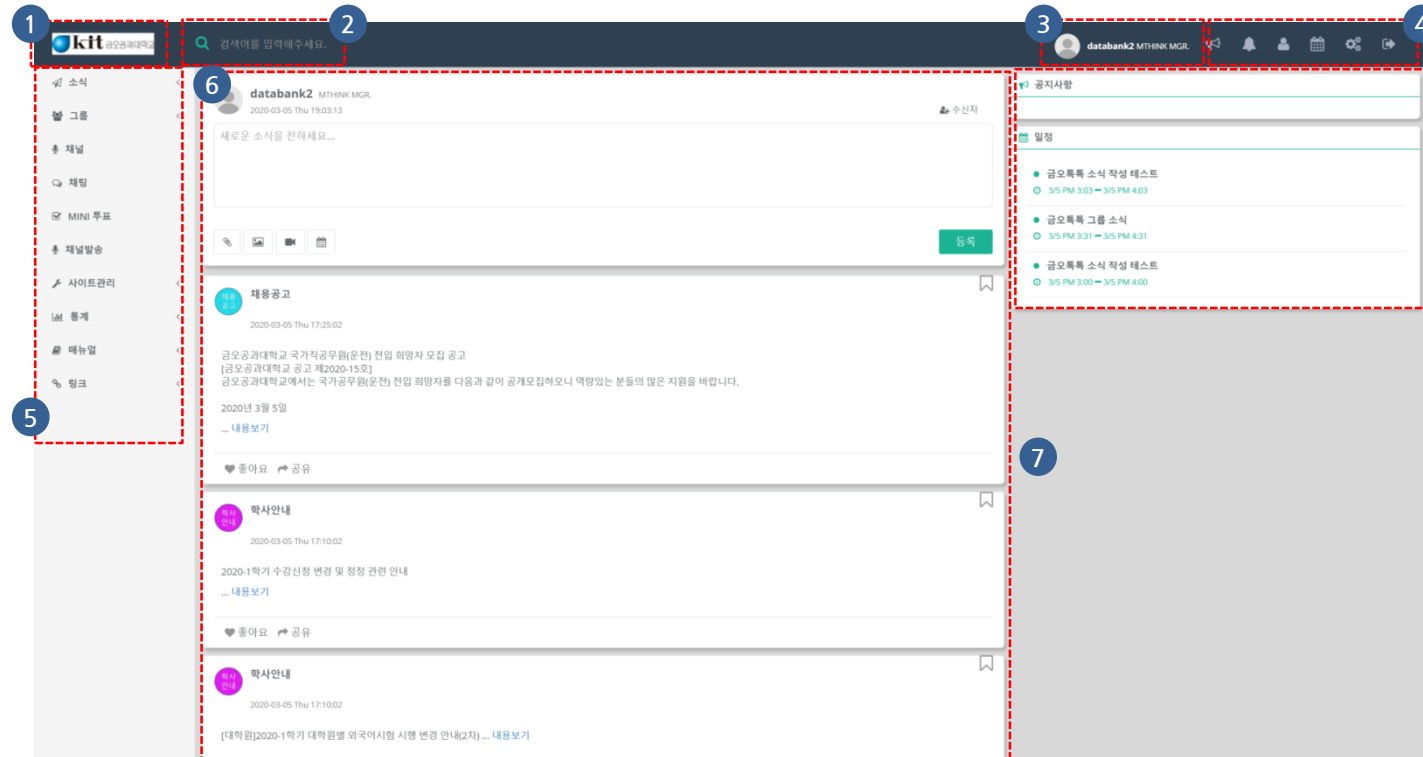 1
2
3
4
kit 금오공과대학교
검색어를 입력해주세요.
databank2 MTHINK MGR.
5
소식
그룹
채널
채팅
MINI 투표
채널발송
사이트관리
통계
매뉴얼
링크
6
databank2 MTHINK MGR.
2020-03-05 Thu 19:03:13
수신자
새로운 소식을 전하세요...
등록
채용
공고
채용공고
2020-03-05 Thu 17:25:02
금오공과대학교 국가직공무원(운전) 전입 희망자 모집 공고
[금오공과대학교 공고 제2020-15호]
금오공과대학교에서는 국가공무원(운전) 전입 희망자를 다음과 같이 공개모집하오니 역량있는 분들의 많은 지원을 바랍니다.
2020년 3월 5일
... 내용보기
좋아요 공유
학사
안내
학사안내
2020-03-05 Thu 17:10:02
2020-1학기 수강신청 변경 및 정정 관련 안내
... 내용보기
좋아요 공유
학사
안내
학사안내
2020-03-05 Thu 17:10:02
[대학원]2020-1학기 대학원별 외국어시험 시행 변경 안내(2차) ... 내용보기
7
공지사항
일정
금오톡톡 소식 작성 테스트
3/5 PM 3:03 ━ 3/5 PM 4:03
금오톡톡 그룹 소식
3/5 PM 3:31 ━ 3/5 PM 4:31
금오톡톡 소식 작성 테스트
3/5 PM 3:00 ━ 3/5 PM 4:00